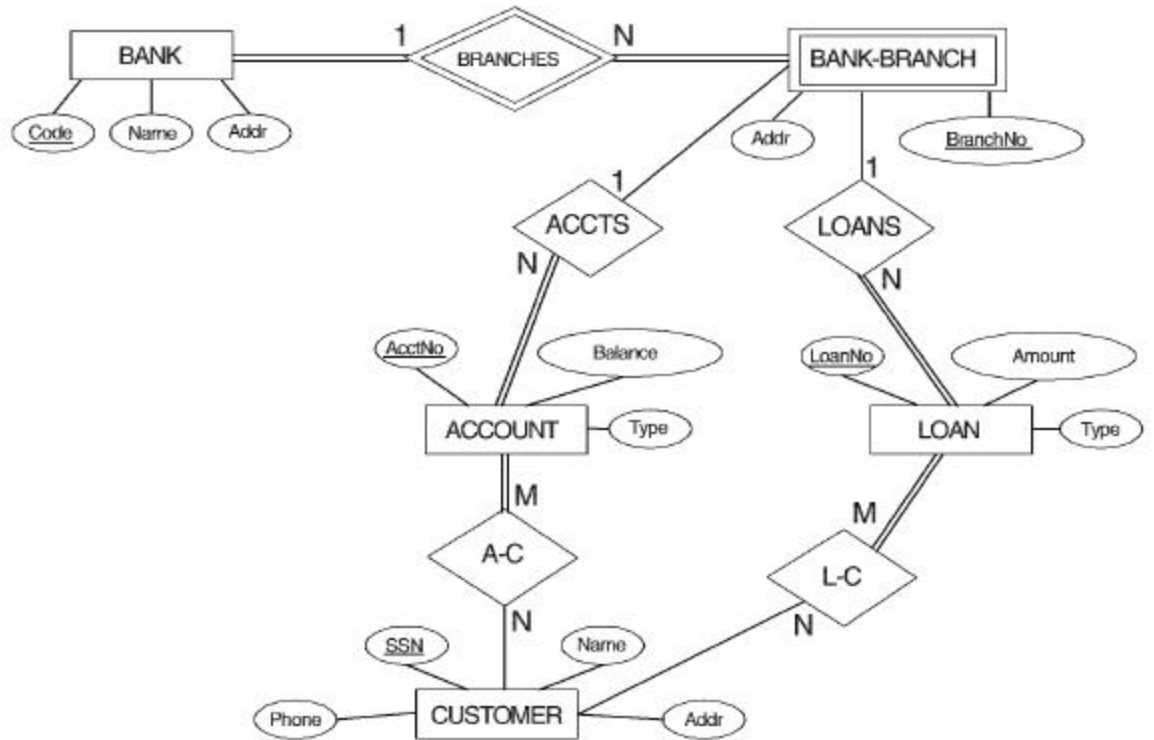 1 N
BANK BRANCHES BANK-BRANCH
Code Name Addr Addr BranchNo
1 1
ACCTS LOANS
N N
AcctNo Balance LoanNo Amount
ACCOUNT Type LOAN Type
M M
A-C L-C
N N
SSN Name
Phone CUSTOMER Addr